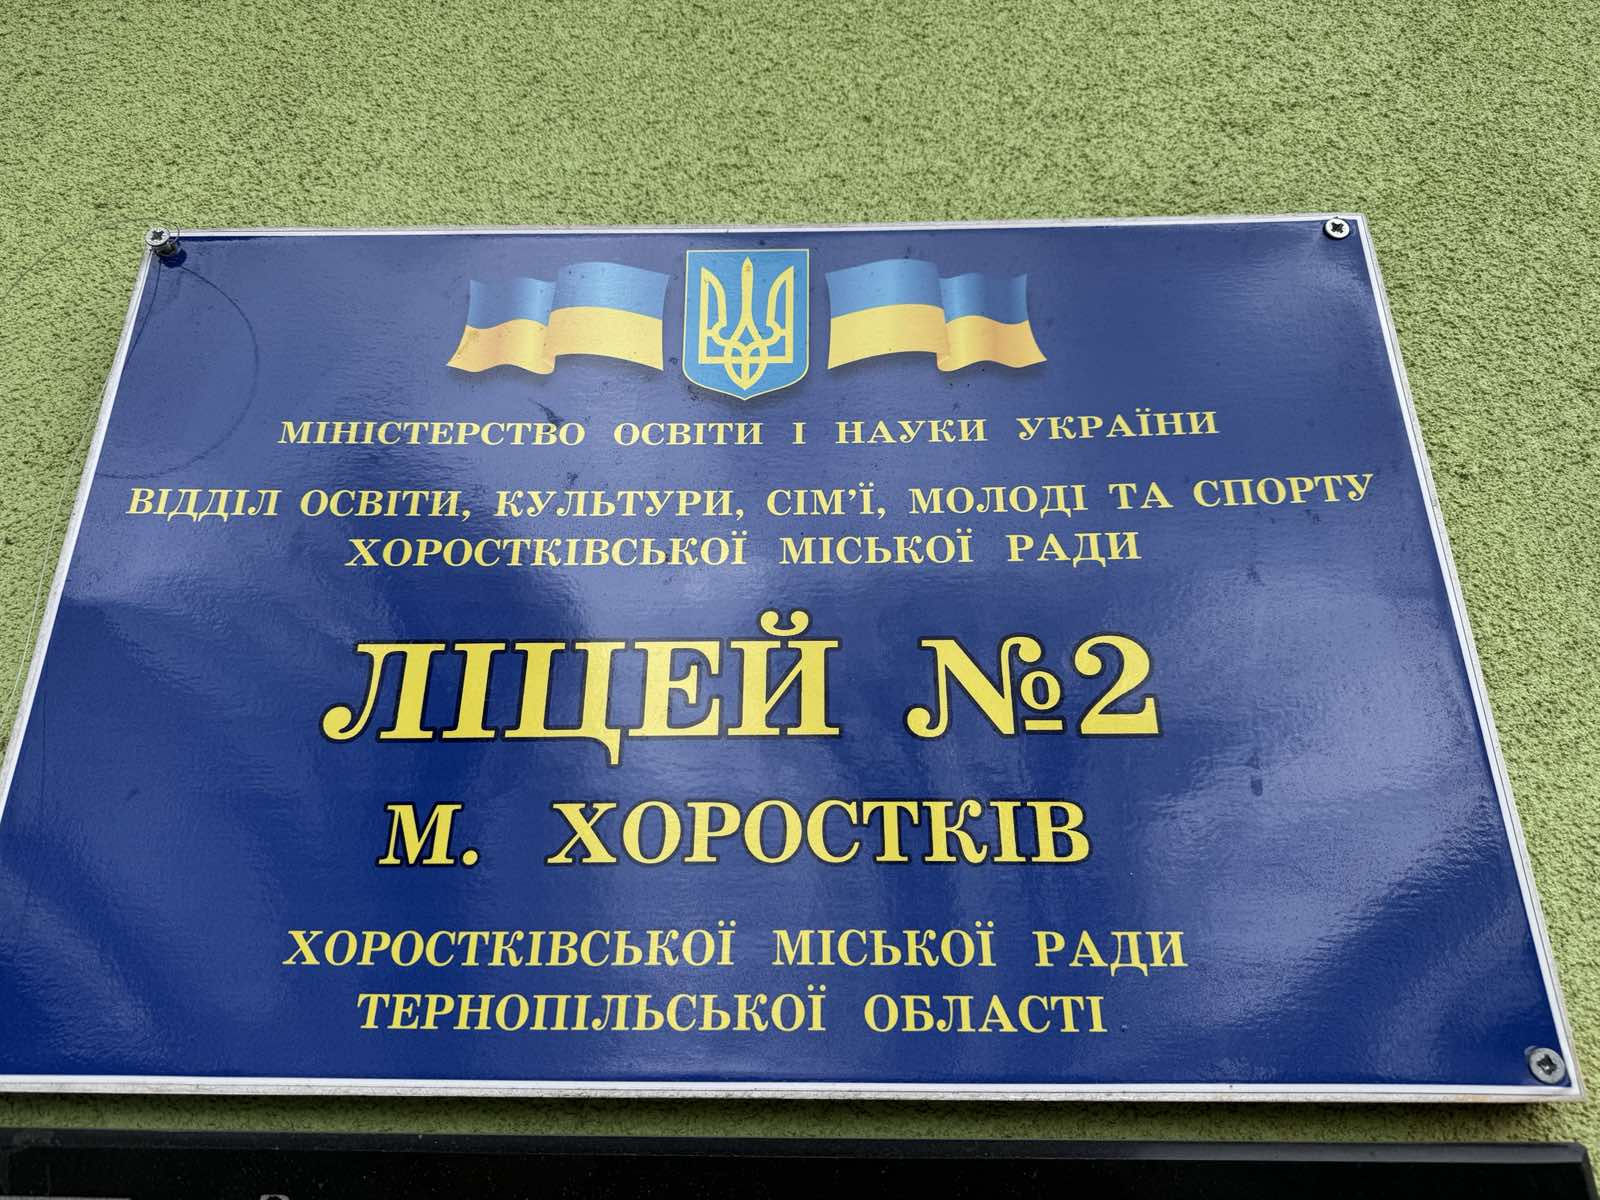 МІНІСТЕРСТВО ОСВІТИ І НАУКИ УКРАЇНИ
ВІДДІЛ ОСВІТИ, КУЛЬТУРИ, СІМ'Ї, МОЛОДІ ТА СПОРТУ
ХОРОСТКІВСЬКОЇ МІСЬКОЇ РАДИ
ЛІЦЕЙ №2
М. ХОРОСТКІВ
ХОРОСТКІВСЬКОЇ МІСЬКОЇ РАДИ
ТЕРНОПІЛЬСЬКОЇ ОБЛАСТІ